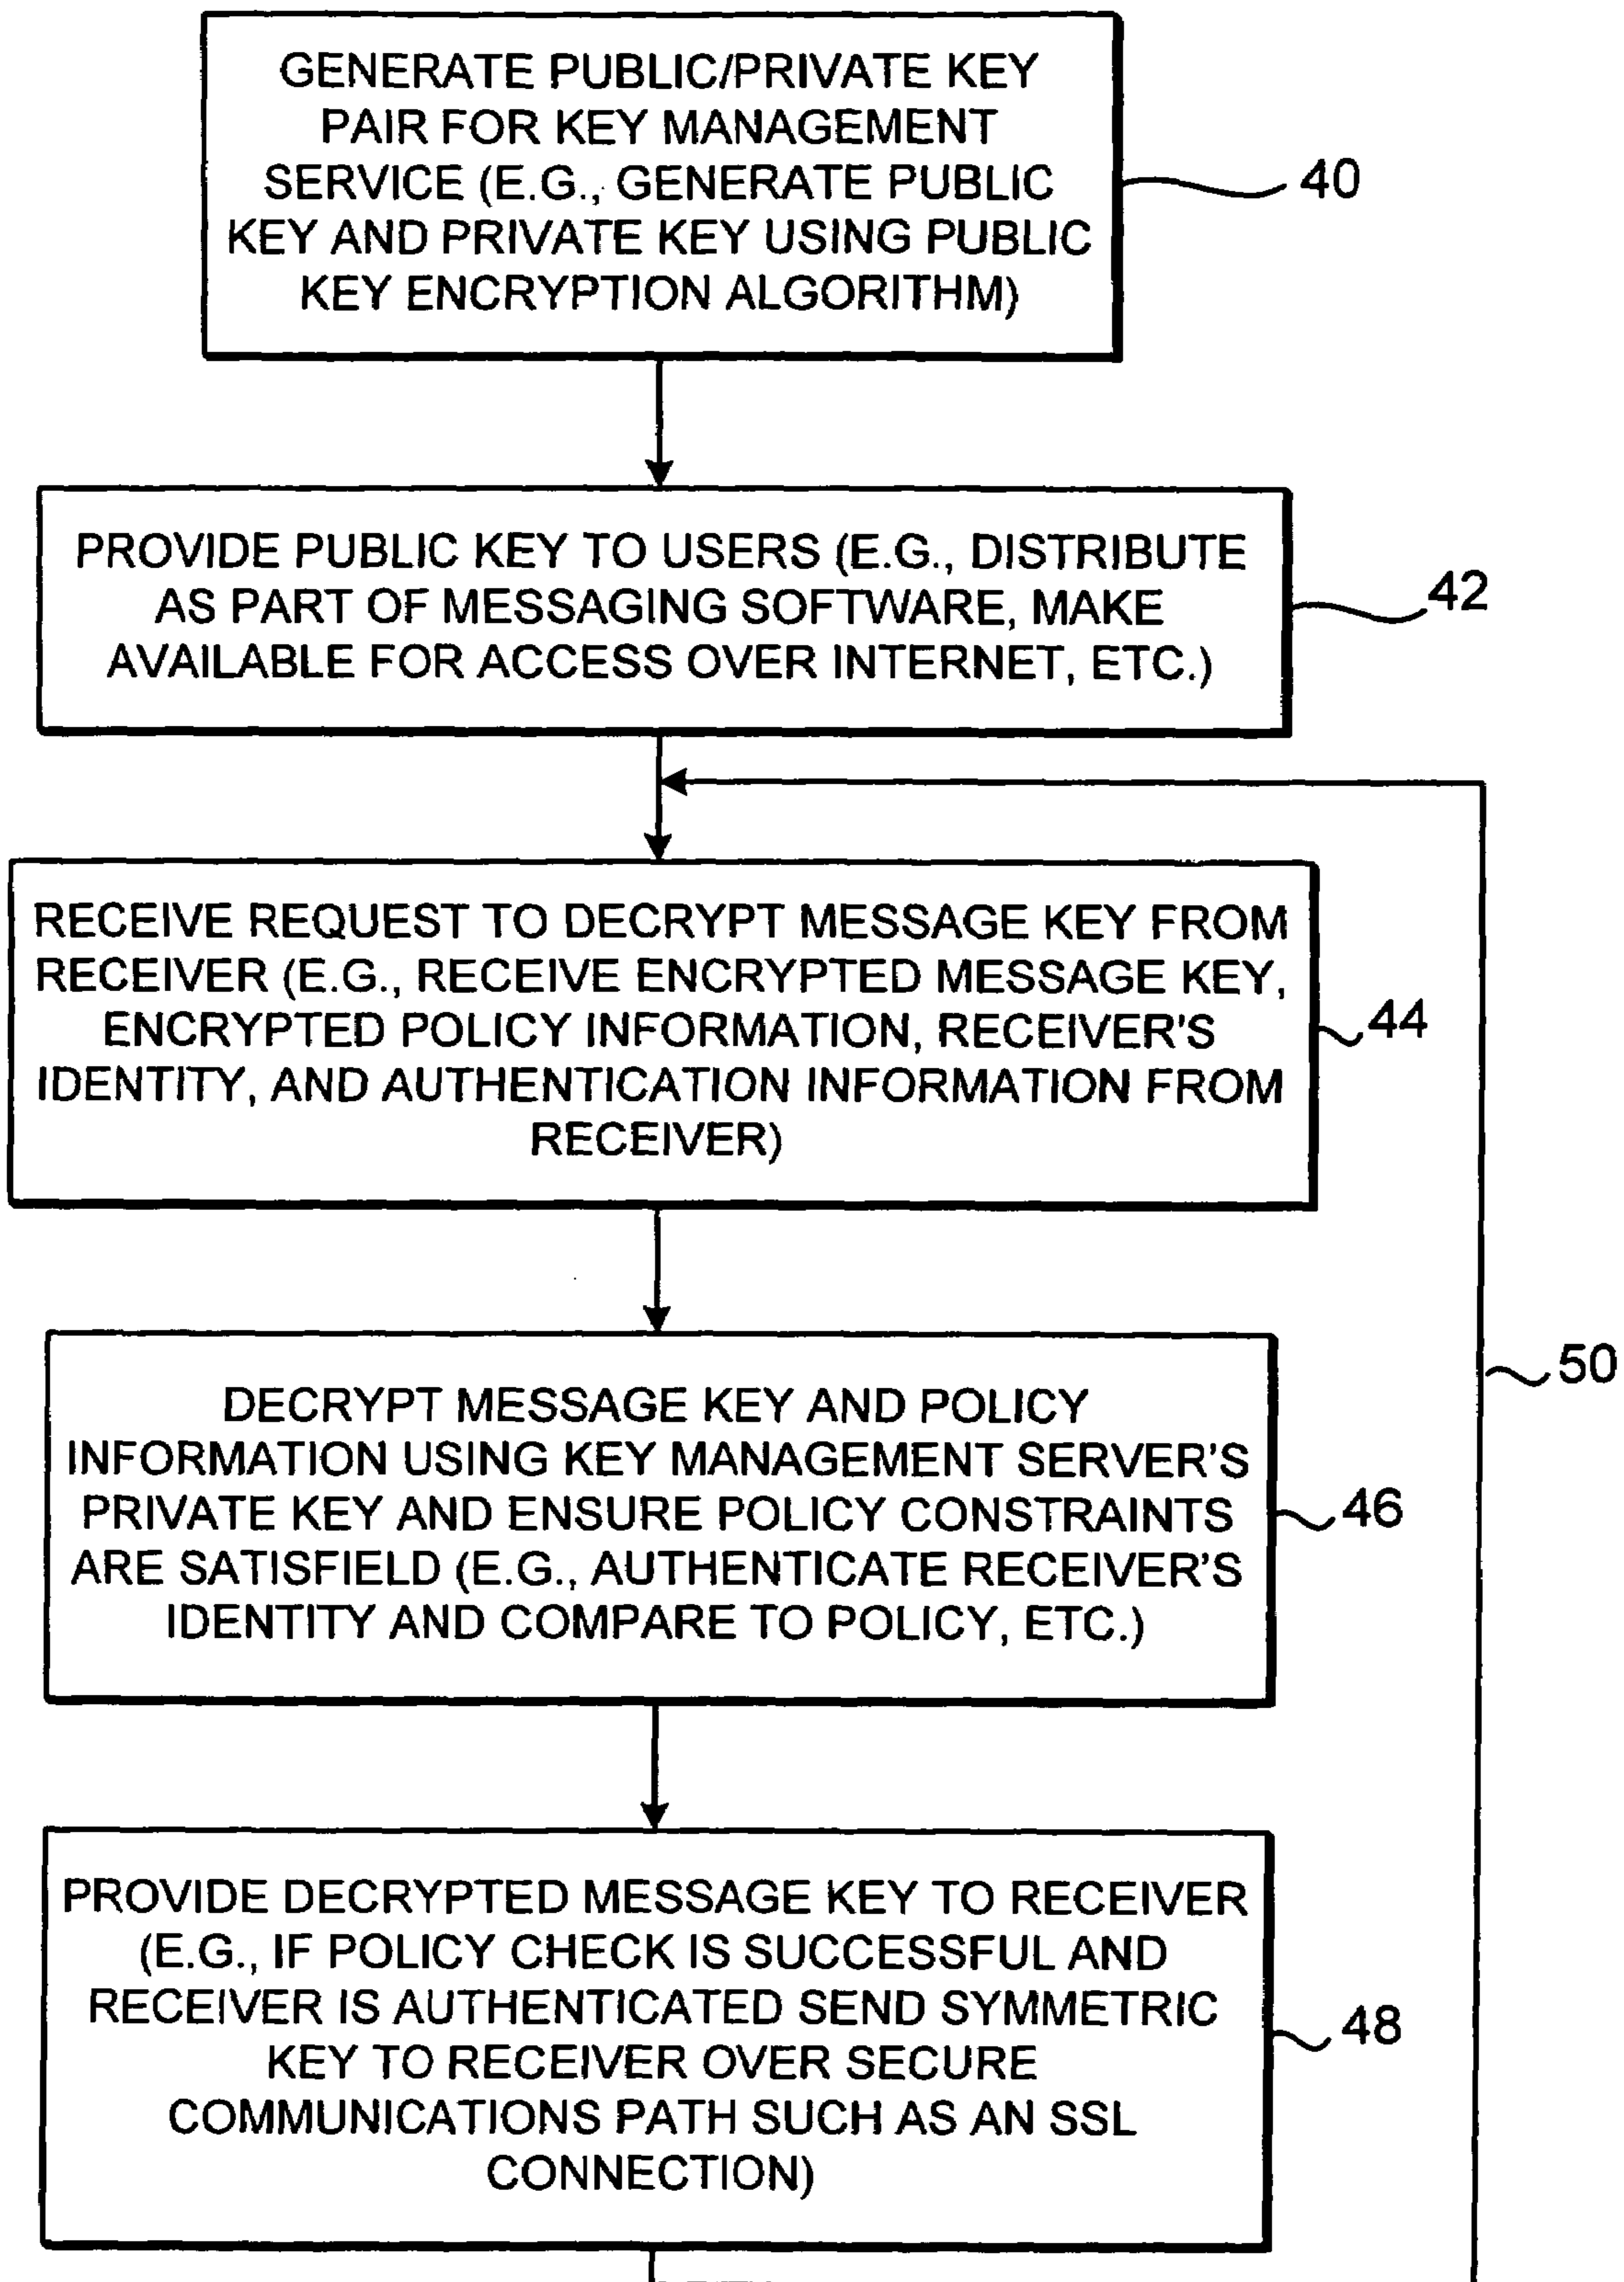 GENERATE PUBLIC/PRIVATE KEY
PAIR FOR KEY MANAGEMENT
SERVICE (E.G., GENERATE PUBLIC
KEY AND PRIVATE KEY USING PUBLIC
KEY ENCRYPTION ALGORITHM)
40
PROVIDE PUBLIC KEY TO USERS (E.G., DISTRIBUTE
AS PART OF MESSAGING SOFTWARE, MAKE
AVAILABLE FOR ACCESS OVER INTERNET, ETC.)
42
RECEIVE REQUEST TO DECRYPT MESSAGE KEY FROM
RECEIVER (E.G., RECEIVE ENCRYPTED MESSAGE KEY,
ENCRYPTED POLICY INFORMATION, RECEIVER'S
IDENTITY, AND AUTHENTICATION INFORMATION FROM
RECEIVER)
44
50
DECRYPT MESSAGE KEY AND POLICY
INFORMATION USING KEY MANAGEMENT SERVER'S
PRIVATE KEY AND ENSURE POLICY CONSTRAINTS
ARE SATISFIELD (E.G., AUTHENTICATE RECEIVER'S
IDENTITY AND COMPARE TO POLICY, ETC.)
46
PROVIDE DECRYPTED MESSAGE KEY TO RECEIVER
(E.G., IF POLICY CHECK IS SUCCESSFUL AND
RECEIVER IS AUTHENTICATED SEND SYMMETRIC
KEY TO RECEIVER OVER SECURE
COMMUNICATIONS PATH SUCH AS AN SSL
CONNECTION)
48